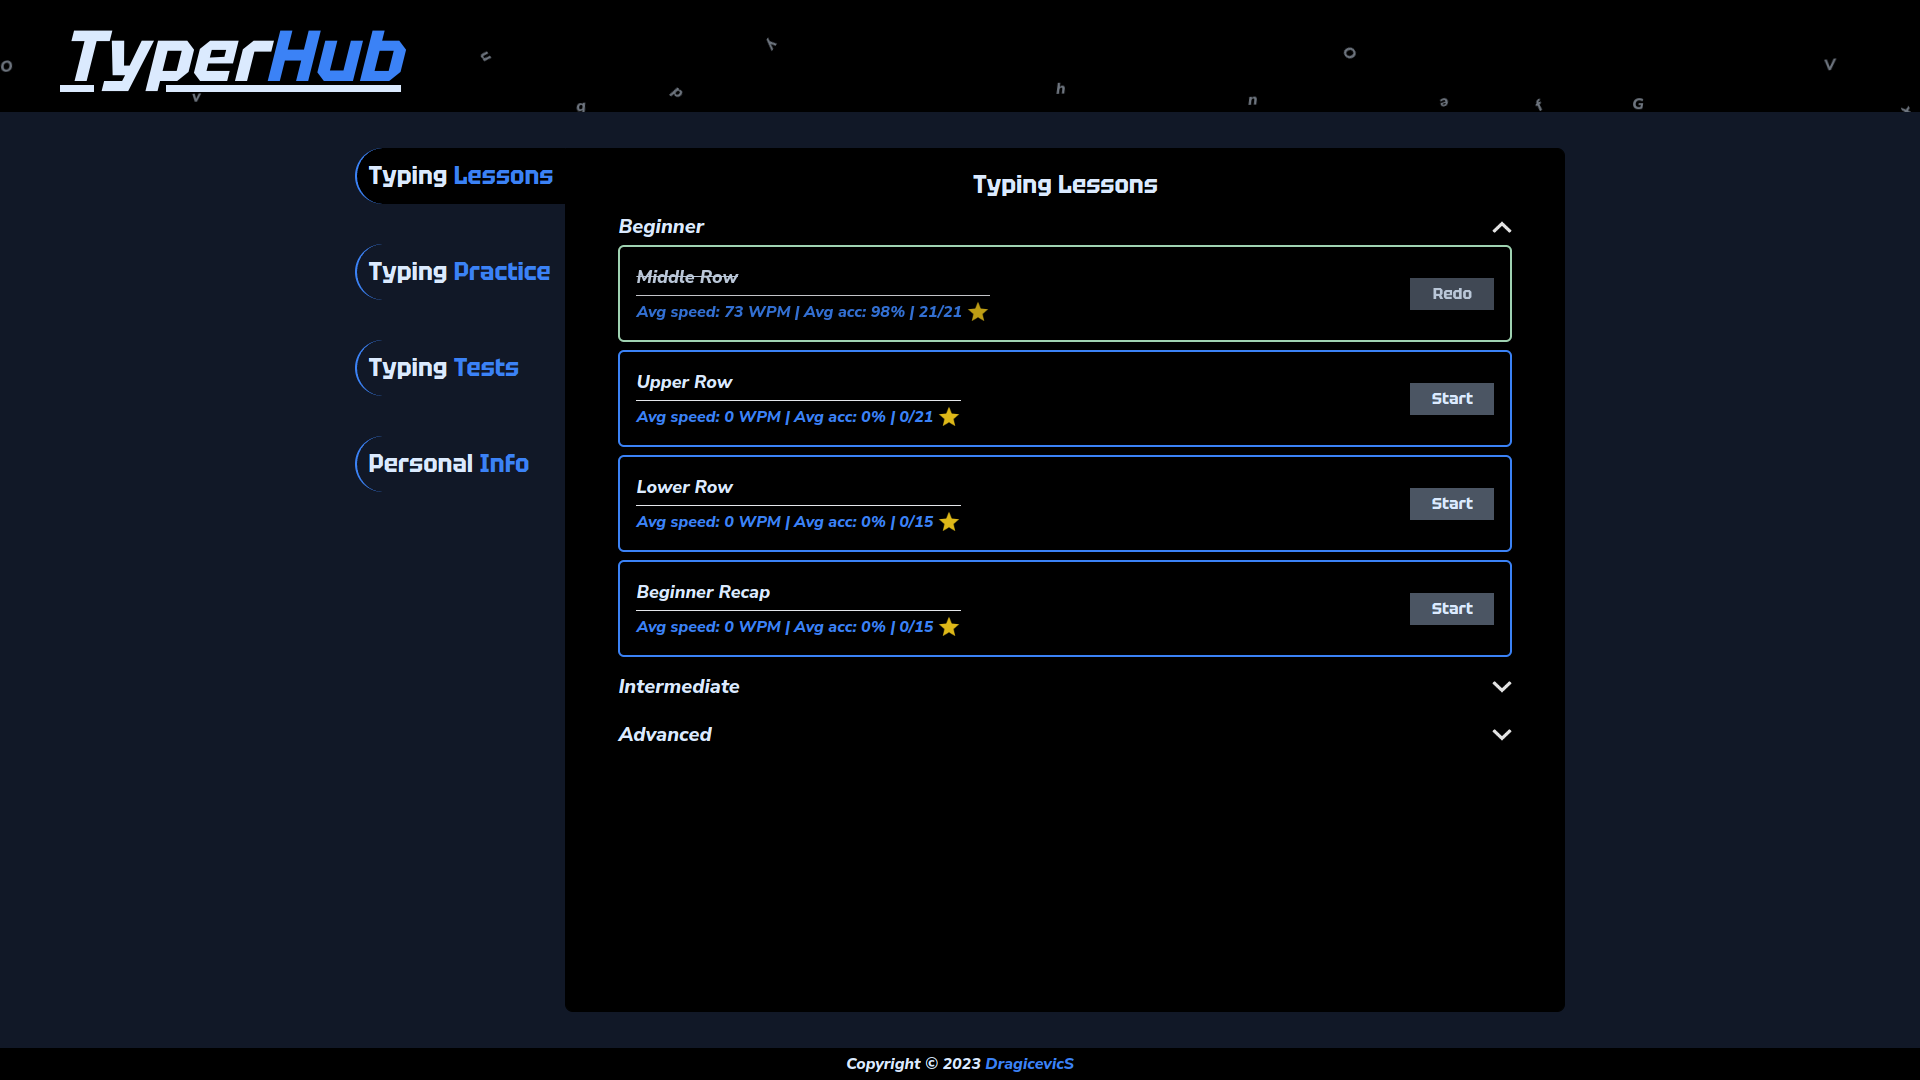 TyperHub
Typing Lessons
Typing Practice
Typing Tests
Personal Info
Typing Lessons
Beginner
Middle Row
Avg speed: 73 WPM | Avg acc: 98% | 21/21
Redo
Upper Row
Avg speed: 0 WPM | Avg acc: 0% | 0/21
Start
Lower Row
Avg speed: 0 WPM | Avg acc: 0% | 0/15
Start
Beginner Recap
Avg speed: 0 WPM | Avg acc: 0% | 0/15
Start
Intermediate
Advanced
Copyright © 2023 DragicevicS